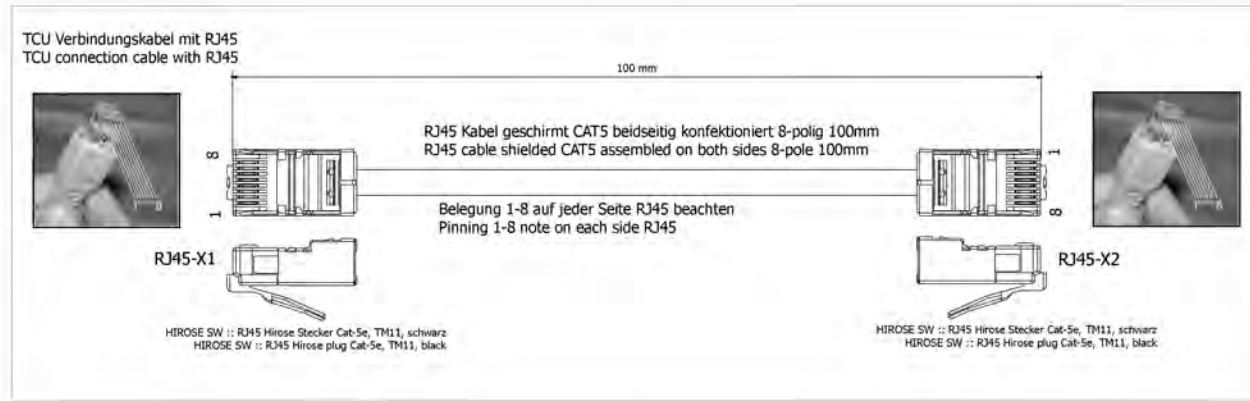 TCU Verbindungskabel mit RJ45
TCU connection cable with RJ45
100 mm
RJ45 Kabel geschirmt CAT5 beidseitig konfektioniert 8-polig 100mm
RJ45 cable shielded CAT5 assembled on both sides 8-pole 100mm
8
1
1
8
1 8
1 8
Belegung 1-8 auf jeder Seite RJ45 beachten
Pinning 1-8 note on each side RJ45
RJ45-X1
RJ45-X2
HIROSE SW :: RJ45 Hirose Stecker Cat-5e, TM11, schwarz
HIROSE SW :: RJ45 Hirose plug Cat-5e, TM11, black
HIROSE SW :: RJ45 Hirose Stecker Cat-5e, TM11, schwarz
HIROSE SW :: RJ45 Hirose plug Cat-5e, TM11, black